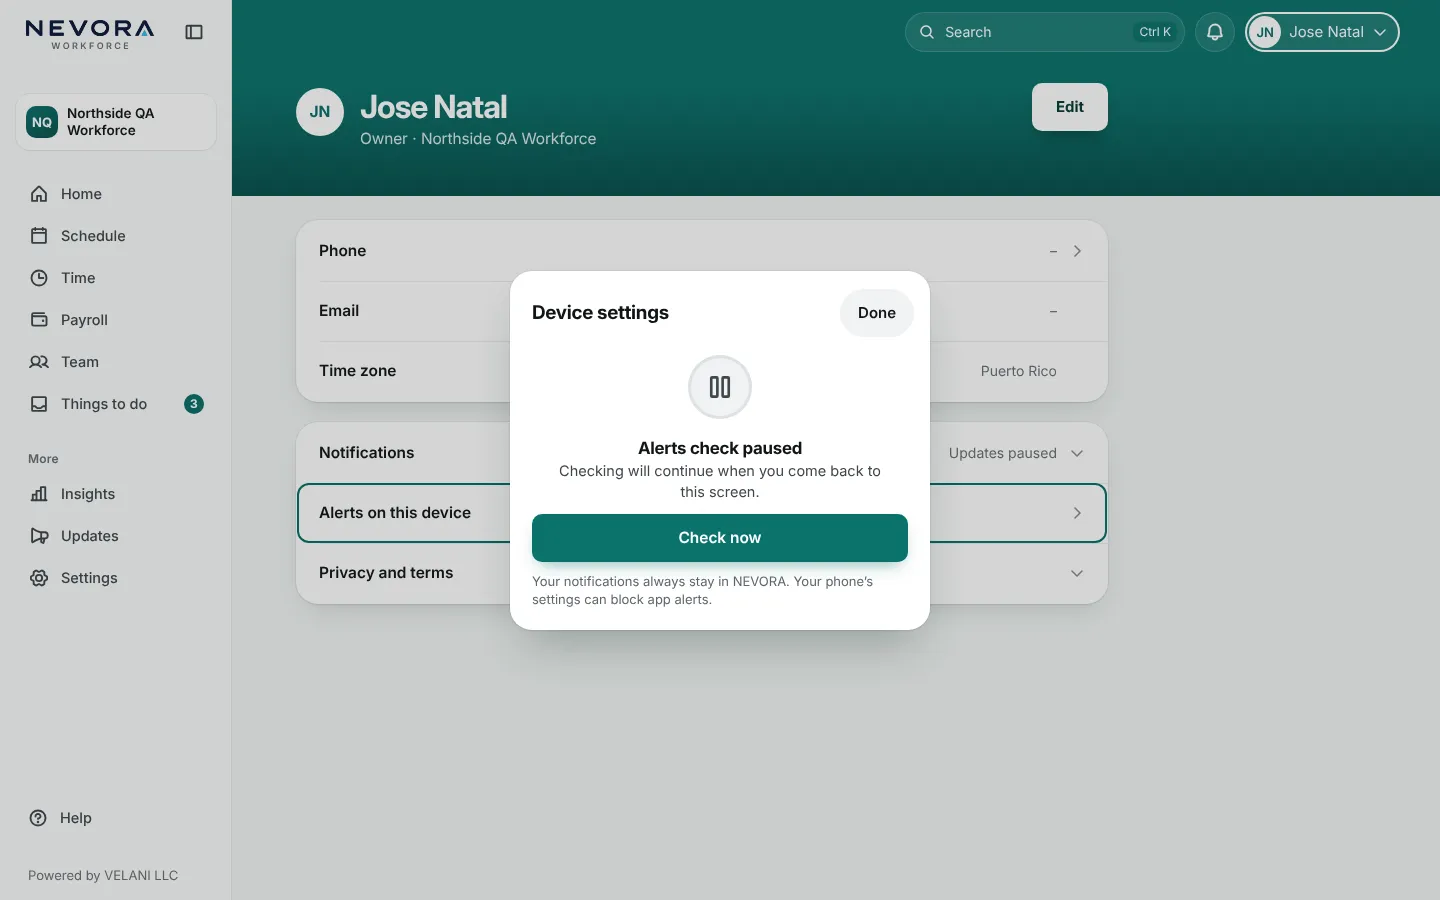 NEVORA
WORKFORCE
Search
Ctrl K
JN
Jose Natal
NQ
Northside QA
Workforce
JN
Jose Natal
Owner · Northside QA Workforce
Edit
Home
Schedule
Time
Payroll
Team
Things to do
3
More
Insights
Updates
Settings
Help
Powered by VELANI LLC
Phone
–
Email
–
Time zone
Puerto Rico
Notifications
Updates paused
Alerts on this device
Privacy and terms
Device settings
Done
Alerts check paused
Checking will continue when you come back to
this screen.
Check now
Your notifications always stay in NEVORA. Your phone’s
settings can block app alerts.